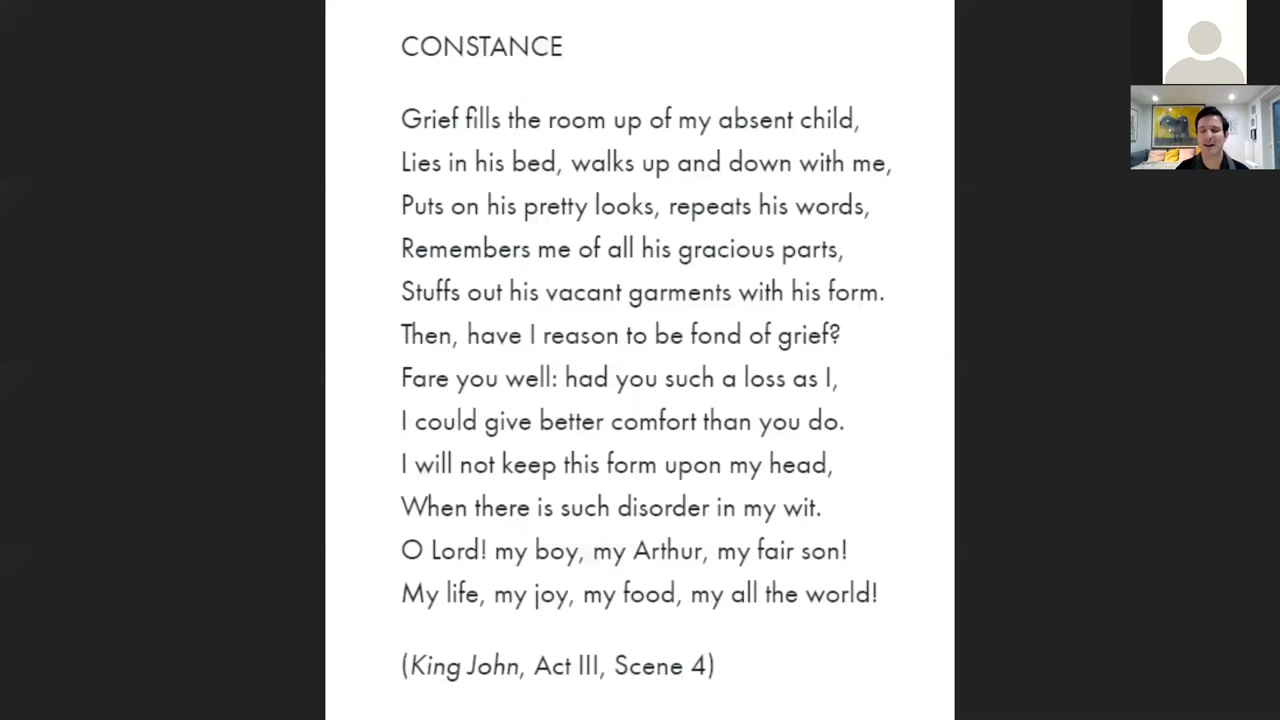 CONSTANCE
Grief fills the room up of my absent child,
Lies in his bed, walks up and down with me,
Puts on his pretty looks, repeats his words,
Remembers me of all his gracious parts,
Stuffs out his vacant garments with his form.
Then, have I reason to be fond of grief?
Fare you well: had you such a loss as I,
I could give better comfort than you do.
I will not keep this form upon my head,
When there is such disorder in my wit.
O Lord! my boy, my Arthur, my fair son!
My life, my joy, my food, my all the world!
(King John, Act III, Scene 4)